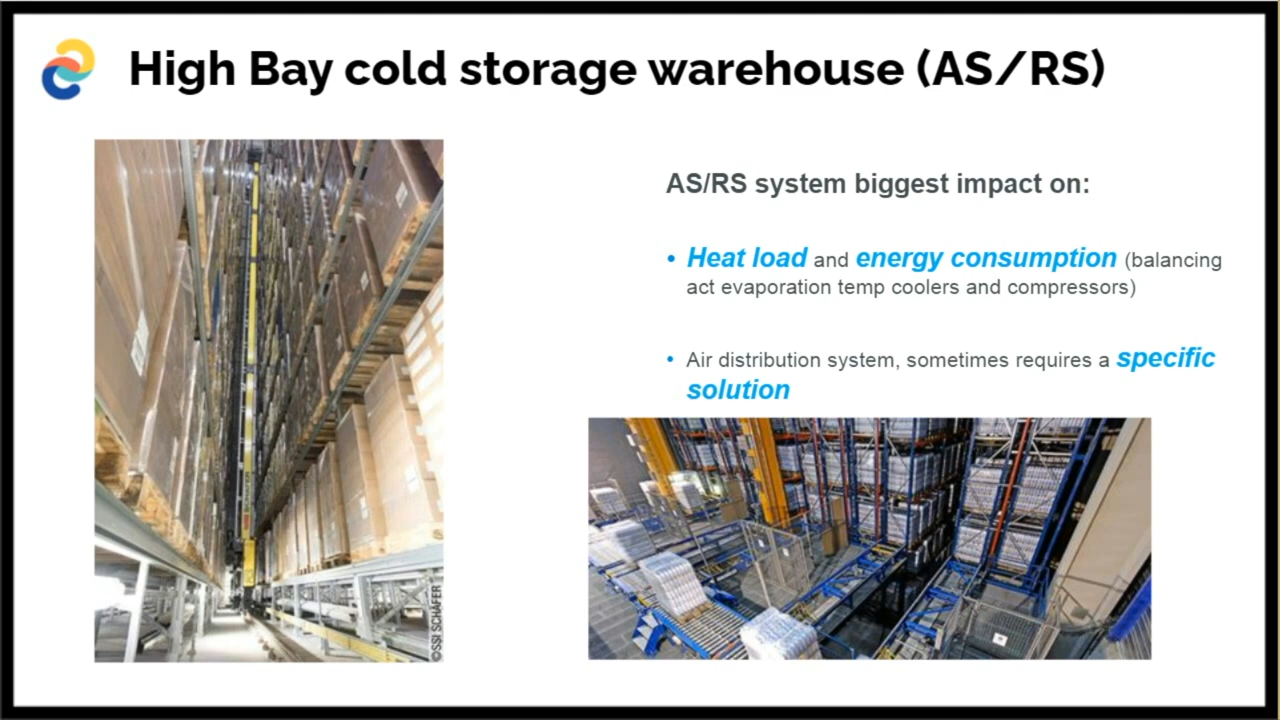 High Bay cold storage warehouse (AS/RS)
AS/RS system biggest impact on:
• Heat load and energy consumption (balancing
act evaporation temp coolers and compressors)
• Air distribution system, sometimes requires a specific
solution
©SSI SCHÄFER